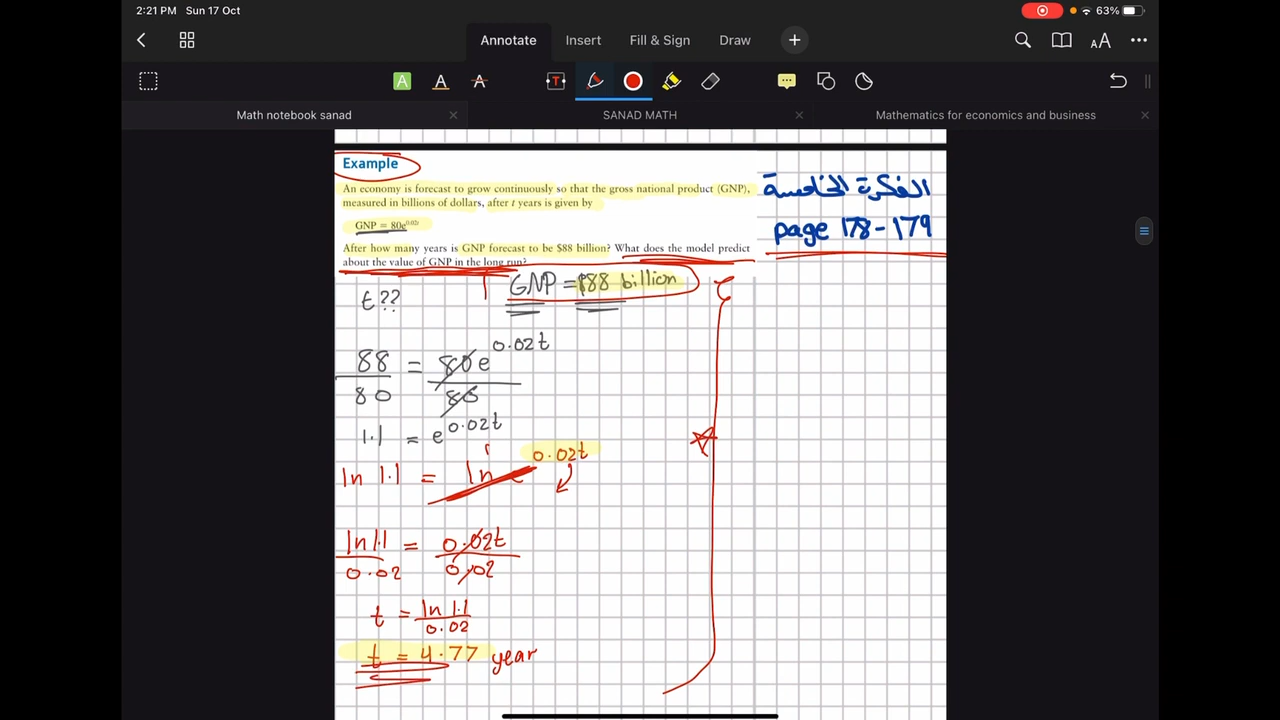 2:21 PM Sun 17 Oct
63%
Annotate Insert Fill & Sign Draw
Math notebook sanad
SANAD MATH
Mathematics for economics and business
Example
An economy is forecast to grow continuously so that the gross national product (GNP),
measured in billions of dollars, after t years is given by
GNP = 80e^0.02t
After how many years is GNP forecast to be $88 billion? What does the model predict
about the value of GNP in the long run?
الفكرة الخامسة
page 178-179
t??
GNP = $88 billion
88/80 = 80e^0.02t/80
1.1 = e^0.02t
ln 1.1 = ln e^0.02t
ln 1.1/0.02 = 0.02t/0.02
t = ln 1.1/0.02
t = 4.77 year